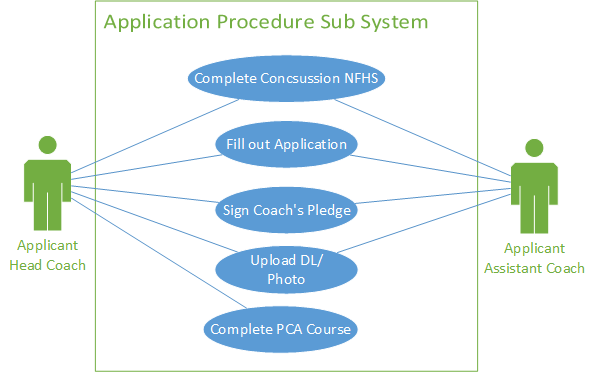 Application Procedure Sub System
Complete Concsussion NFHS
Fill out Application
Sign Coach's Pledge
Upload DL/
Photo
Complete PCA Course
Applicant
Head Coach
Applicant
Assistant Coach